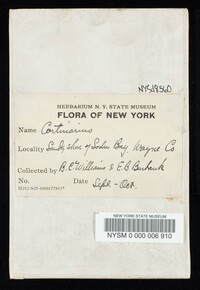 NYSf9560
HERBARIUM N. Y. STATE MUSEUM
FLORA OF NEW YORK
Name Cortinarius
Locality Sandy shore of Sodus Bay, Wayne Co
Collected by B. C. Williams & E. B. Burbank
No. Date Sept - Oct.
NEW YORK STATE MUSEUM
NYSM 0 000 006 910